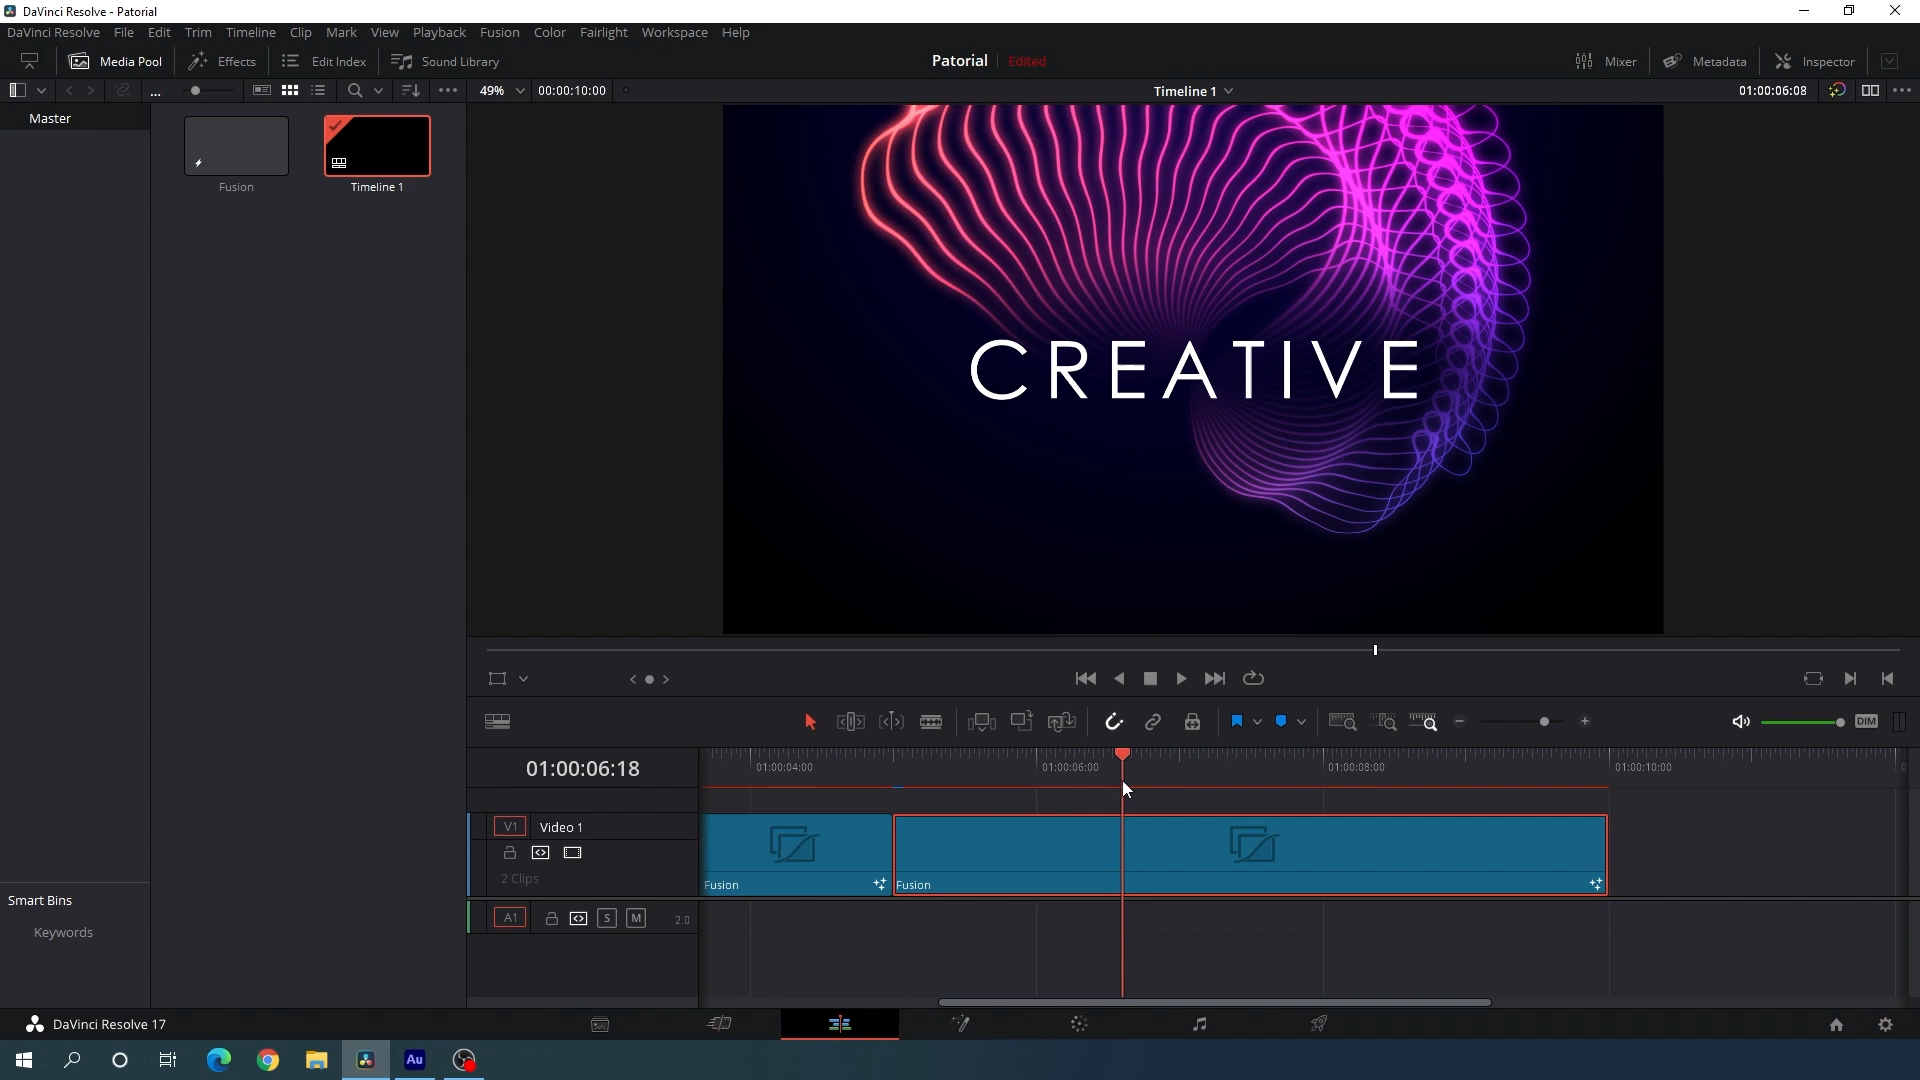 DaVinci Resolve - Patorial
DaVinci Resolve File Edit Trim Timeline Clip Mark View Playback Fusion Color Fairlight Workspace Help
Media Pool Effects Edit Index Sound Library Patorial Edited Mixer Metadata Inspector
... 49% 00:00:10:00 Timeline 1 01:00:06:08
Master
Fusion Timeline 1
CREATIVE
DIM
01:00:06:18 01:00:04:00 01:00:06:00 01:00:08:00 01:00:10:00
V1 Video 1
2 Clips
Fusion Fusion
A1 S M 2.0
Smart Bins
Keywords
DaVinci Resolve 17
Au